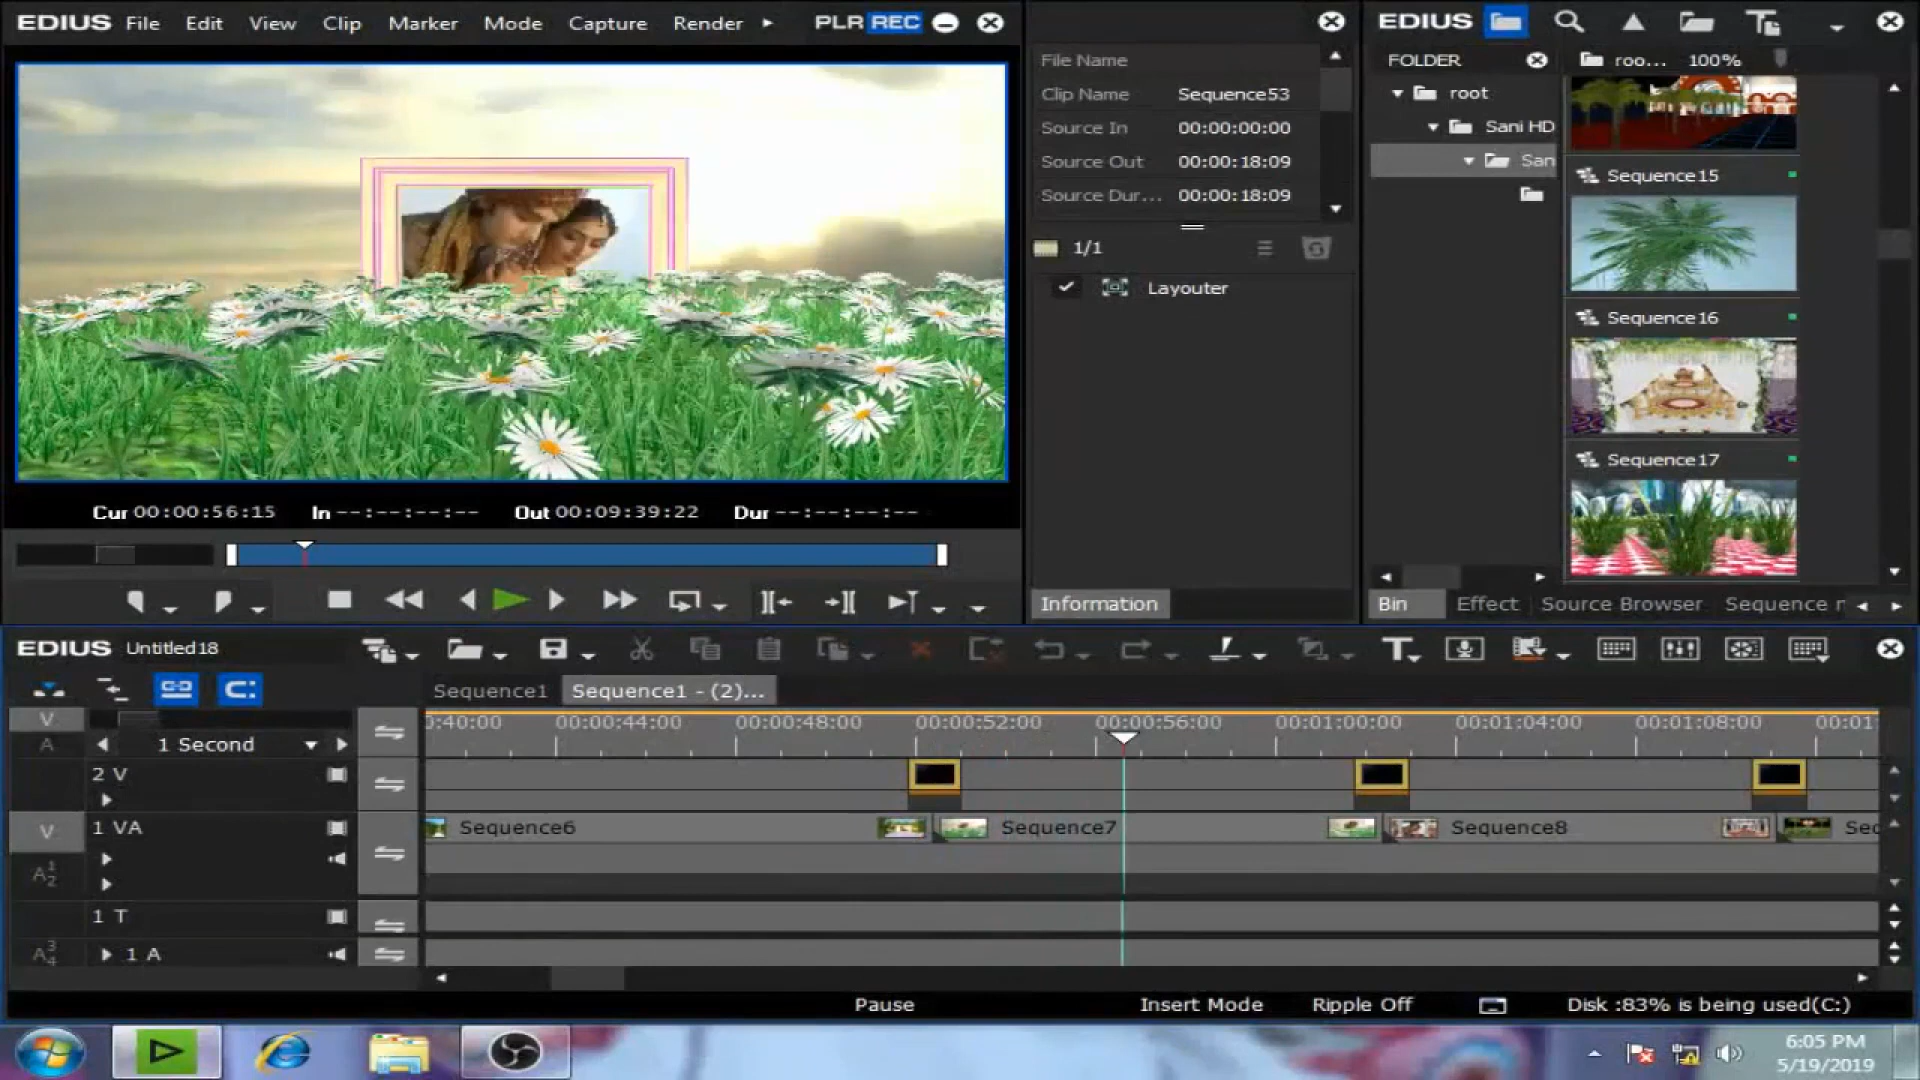 EDIUS File Edit View Clip Marker Mode Capture Render PLR REC
Cur 00:00:56:15 In --:--:--:-- Out 00:09:39:22 Dur --:--:--:--
File Name
Clip Name Sequence53
Source In 00:00:00:00
Source Out 00:00:18:09
Source Dur... 00:00:18:09
1/1
Layouter
Information
EDIUS
FOLDER
roo... 100%
root
Sani HD
San
Sequence15
Sequence16
Sequence17
Bin Effect Source Browser Sequence
EDIUS Untitled18
Sequence1 Sequence1 - (2)...
0:40:00 00:00:44:00 00:00:48:00 00:00:52:00 00:00:56:00 00:01:00:00 00:01:04:00 00:01:08:00 00:01
V
A
1 Second
2 V
V
1 VA
Sequence6 Sequence7 Sequence8 Sec
A 1 2
1 T
A 3 4
1 A
Pause Insert Mode Ripple Off Disk :83% is being used(C:)
6:05 PM
5/19/2019